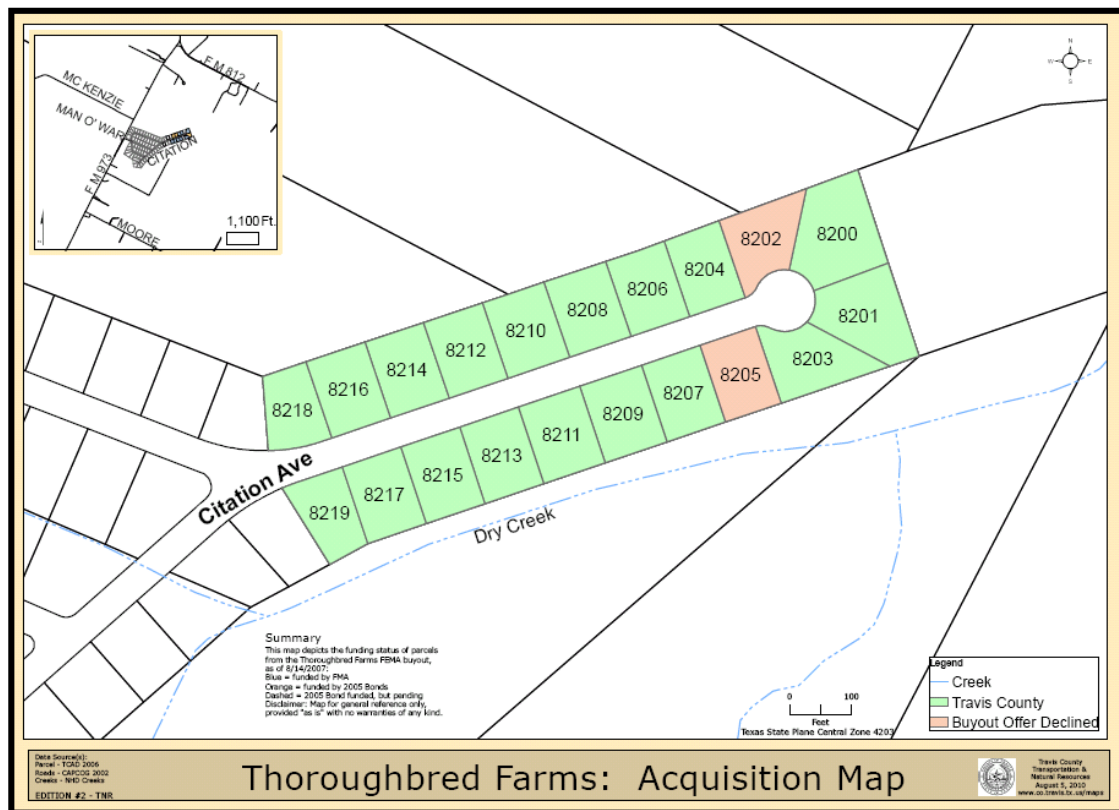 F M 812
MC KENZIE
MAN O' WAR
CITATION
F M 973
MOORE
1,100 Ft.
N
W E
S
8202
8200
8204
8206
8208
8201
8210
8212
8214
8203
8216
8205
8218
8207
8209
8211
8213
8215
8217
8219
Citation Ave
Dry Creek
Summary
This map depicts the funding status of parcels
from the Thoroughbred Farms FEMA buyout,
as of 8/14/2007:
Blue = funded by FMA
Orange = funded by 2005 Bonds
Dashed = 2005 Bond funded, but pending
Disclaimer: Map for general reference only,
provided "as is" with no warranties of any kind.
0 100
Feet
Texas State Plane Central Zone 4203
Legend
Creek
Travis County
Buyout Offer Declined
Data Source(s):
Parcel - TCAD 2006
Roads - CAPCOG 2002
Creeks - NHD Creeks
EDITION #2 - TNR
Thoroughbred Farms: Acquisition Map
Travis County
Transportation &
Natural Resources
August 5, 2010
www.co.travis.tx.us/maps